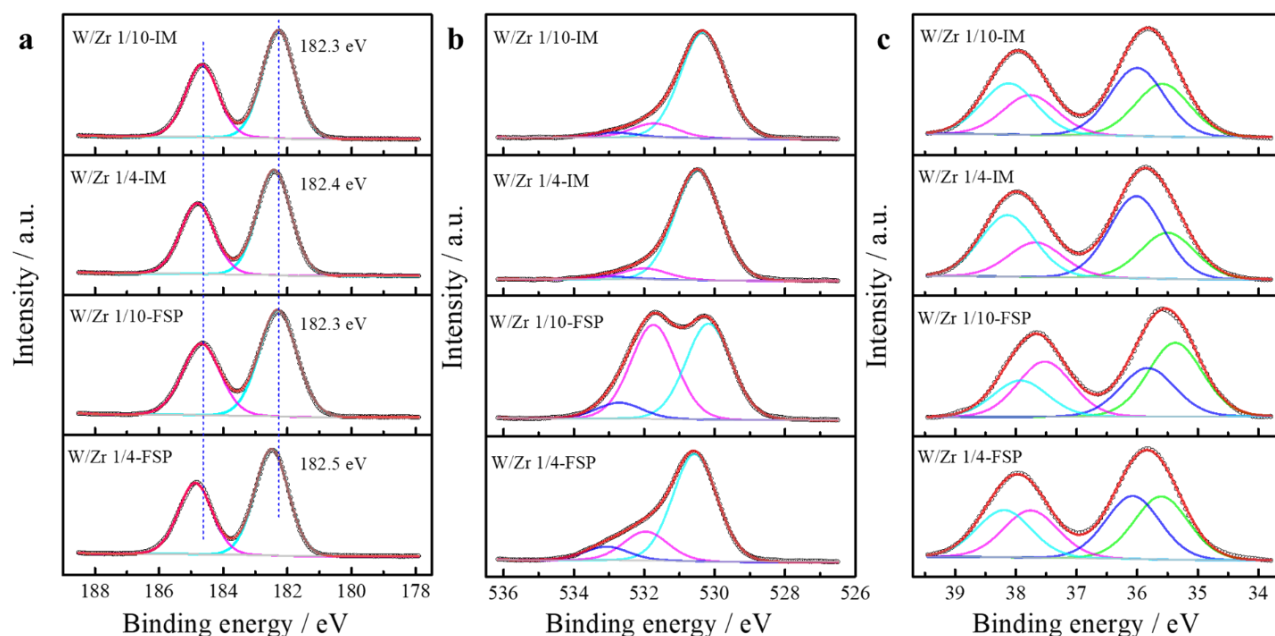 a
Intensity / a.u.
W/Zr 1/10-IM
182.3 eV
W/Zr 1/4-IM
182.4 eV
W/Zr 1/10-FSP
182.3 eV
W/Zr 1/4-FSP
182.5 eV
188 186 184 182 180 178
Binding energy / eV
b
Intensity / a.u.
W/Zr 1/10-IM
W/Zr 1/4-IM
W/Zr 1/10-FSP
W/Zr 1/4-FSP
536 534 532 530 528 526
Binding energy / eV
c
Intensity / a.u.
W/Zr 1/10-IM
W/Zr 1/4-IM
W/Zr 1/10-FSP
W/Zr 1/4-FSP
39 38 37 36 35 34
Binding energy / eV